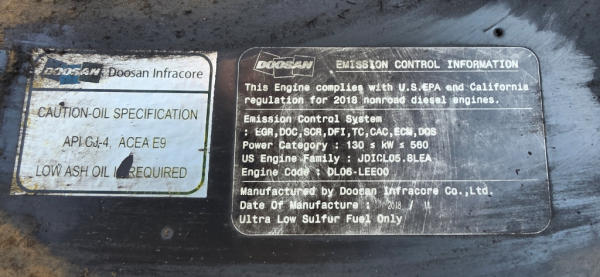 DOOSAN Doosan Infracore
CAUTION-OIL SPECIFICATION
API CJ-4, ACEA E9
LOW ASH OIL IS REQUIRED
DOOSAN EMISSION CONTROL INFORMATION
This Engine complies with U.S.EPA and California
regulation for 2018 nonroad diesel engines.
Emission Control System
: EGR,DOC,SCR,DFI,TC,CAC,ECM,DQS
Power Category : 130 ≤ kW ≤ 560
US Engine Family : JDICL05.8LEA
Engine Code : DL06-LEE00
Manufactured by Doosan Infracore Co.,Ltd.
Date Of Manufacture : 2018 / 11
Ultra Low Sulfur Fuel Only